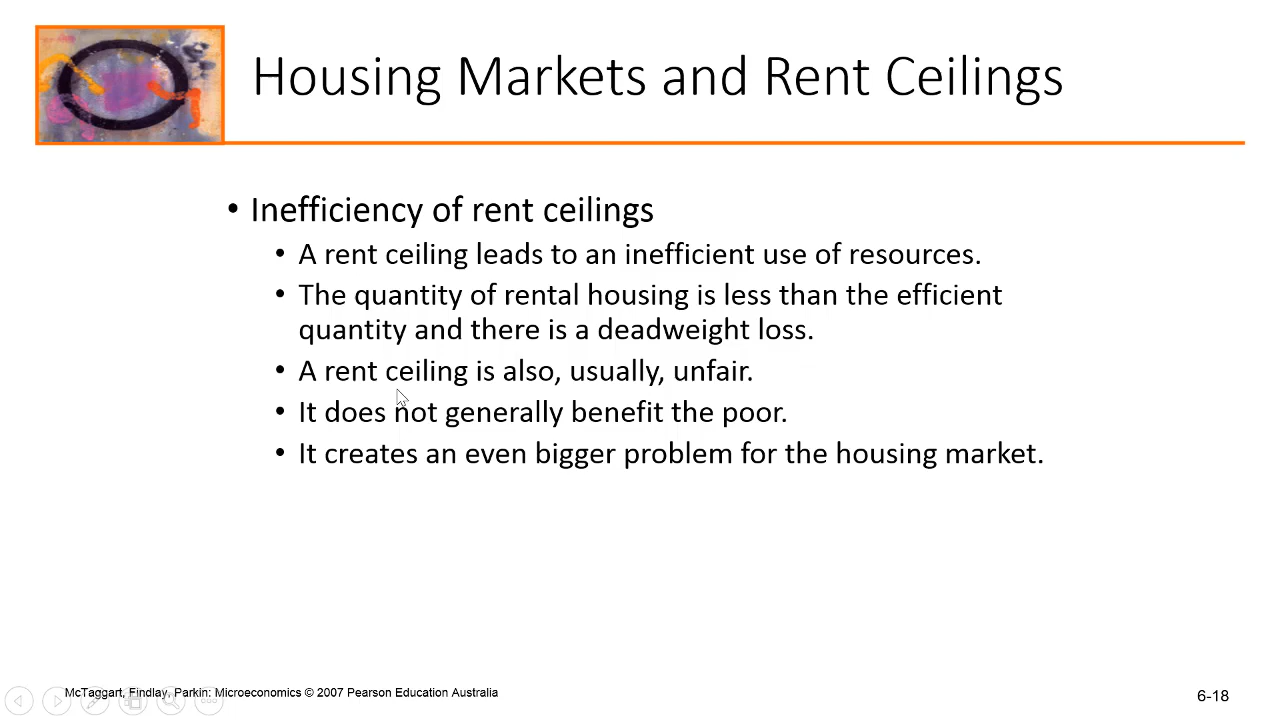 Housing Markets and Rent Ceilings
• Inefficiency of rent ceilings
• A rent ceiling leads to an inefficient use of resources.
• The quantity of rental housing is less than the efficient
quantity and there is a deadweight loss.
• A rent ceiling is also, usually, unfair.
• It does not generally benefit the poor.
• It creates an even bigger problem for the housing market.
McTaggart, Findlay, Parkin: Microeconomics © 2007 Pearson Education Australia
6-18